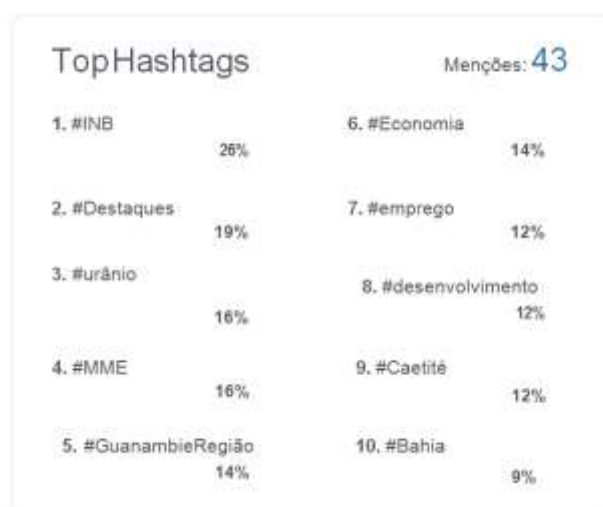 TopHashtags
Menções: 43
1. #INB
26%
2. #Destaques
19%
3. #urânio
16%
4. #MME
16%
5. #GuanambieRegião
14%
6. #Economia
14%
7. #emprego
12%
8. #desenvolvimento
12%
9. #Caetité
12%
10. #Bahia
9%